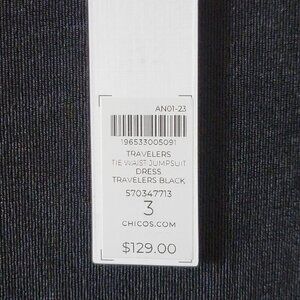 AN01-23
196533005091
TRAVELERS
TIE WAIST JUMPSUIT
DRESS
TRAVELERS BLACK
570347713
3
CHICOS.COM
$129.00